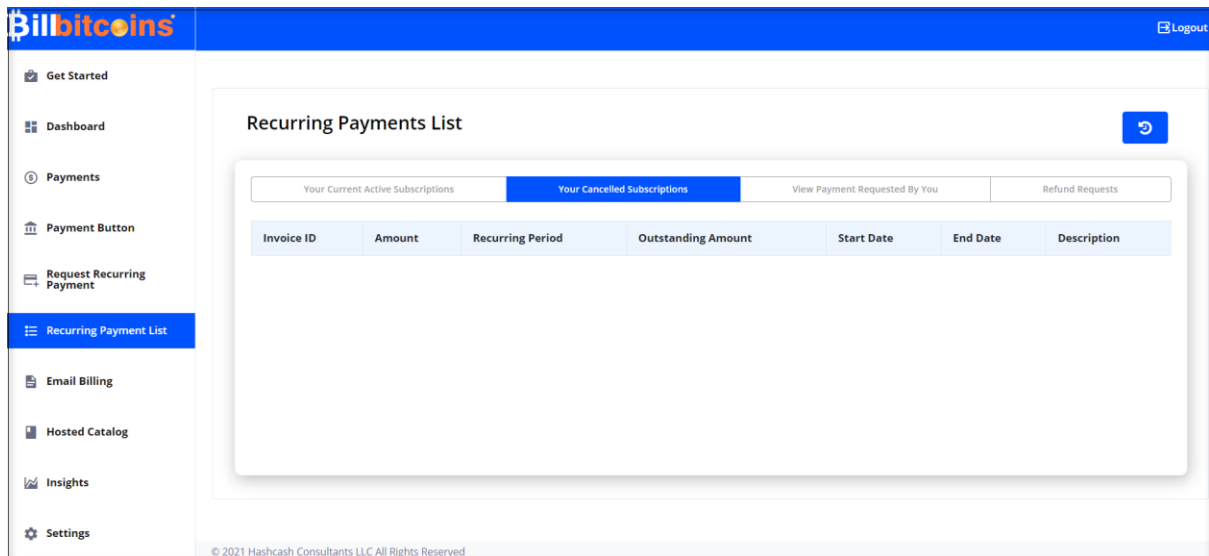 Billbitcoins
Logout
Get Started
Dashboard
Payments
Payment Button
Request Recurring
Payment
Recurring Payment List
Email Billing
Hosted Catalog
Insights
Settings
Recurring Payments List
Your Current Active Subscriptions
Your Cancelled Subscriptions
View Payment Requested By You
Refund Requests
Invoice ID Amount Recurring Period Outstanding Amount Start Date End Date Description
© 2021 Hashcash Consultants LLC All Rights Reserved